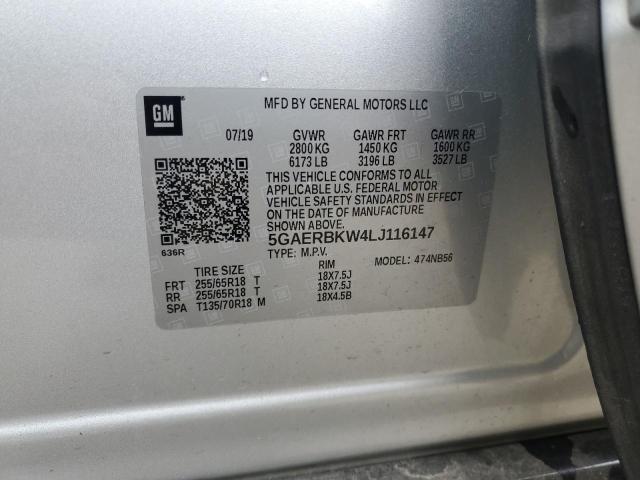 GM
MFD BY GENERAL MOTORS LLC
07/19 GVWR GAWR FRT GAWR RR
2800 KG 1450 KG 1600 KG
6173 LB 3196 LB 3527 LB
THIS VEHICLE CONFORMS TO ALL
APPLICABLE U.S. FEDERAL MOTOR
VEHICLE SAFETY STANDARDS IN EFFECT
ON THE DATE OF MANUFACTURE
SHOWN ABOVE.
636R
5GAERBKW4LJ116147
TYPE: M.P.V. 474NB56
TIRE SIZE RIM
FRT 255/65R18 T 18X7.5J
RR 255/65R18 T 18X7.5J
SPA T135/70R18 M 18X4.5B